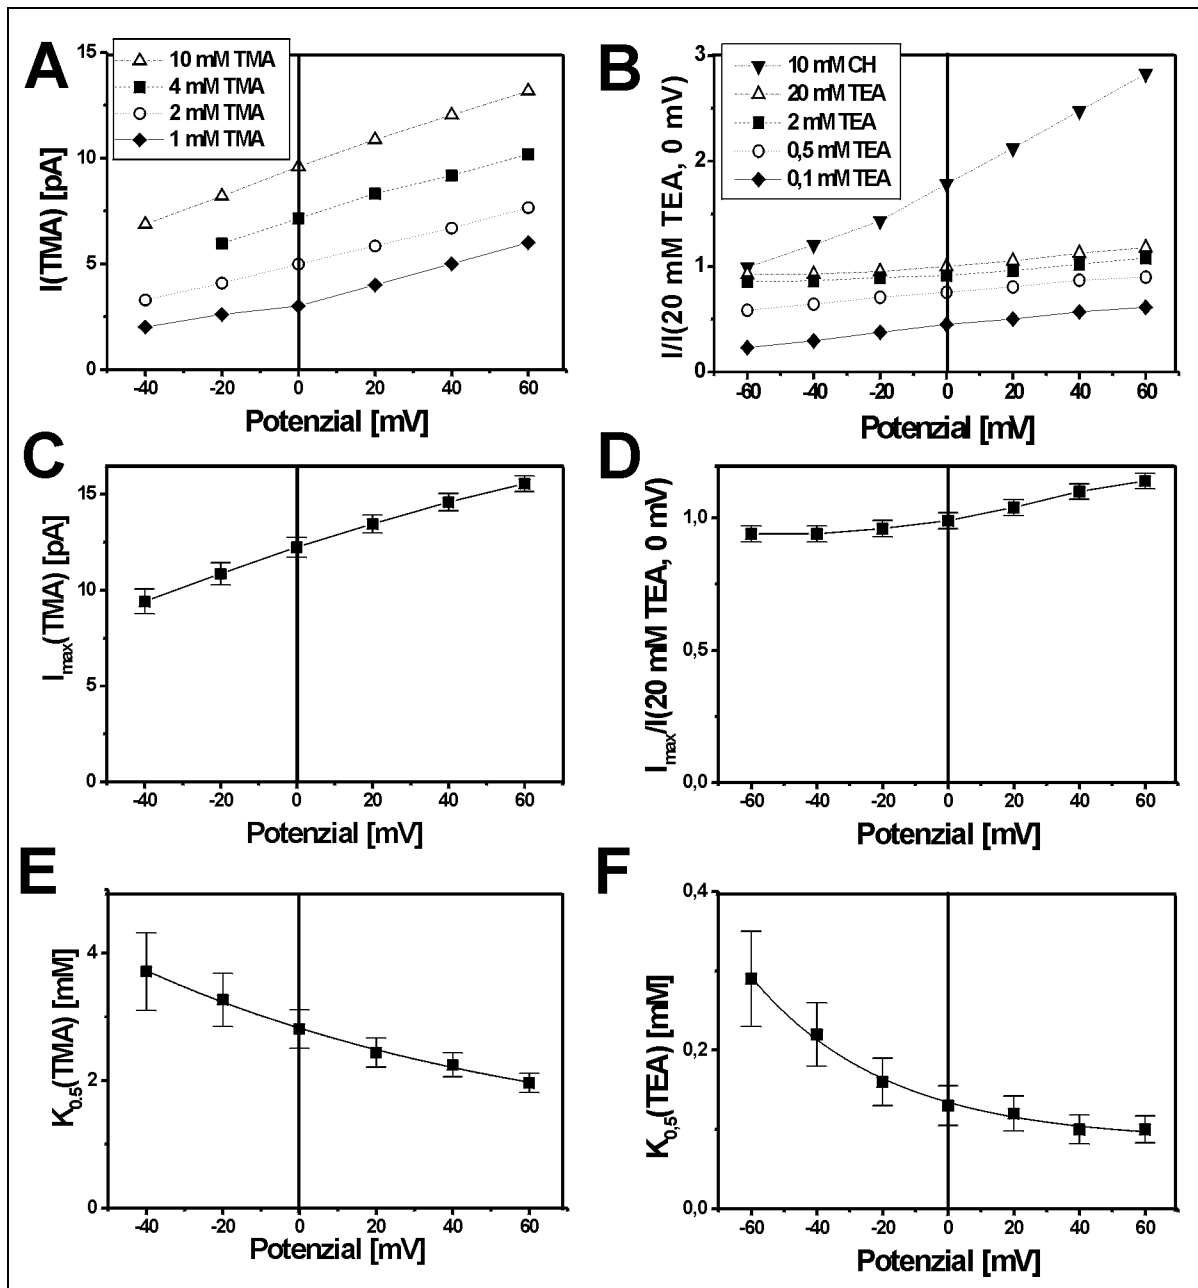 A
10 mM TMA
4 mM TMA
2 mM TMA
1 mM TMA
I(TMA) [pA]
15
10
5
0
-40 -20 0 20 40 60
Potenzial [mV]
B
10 mM CH
20 mM TEA
2 mM TEA
0,5 mM TEA
0,1 mM TEA
I/I(20 mM TEA, 0 mV)
3
2
1
0
-60 -40 -20 0 20 40 60
Potenzial [mV]
C
Imax(TMA) [pA]
15
10
5
0
-40 -20 0 20 40 60
Potenzial [mV]
D
Imax/I(20 mM TEA, 0 mV)
1,0
0,5
0,0
-60 -40 -20 0 20 40 60
Potenzial [mV]
E
K0.5(TMA) [mM]
4
2
0
-40 -20 0 20 40 60
Potenzial [mV]
F
K0,5(TEA) [mM]
0,4
0,2
0,0
-60 -40 -20 0 20 40 60
Potenzial [mV]